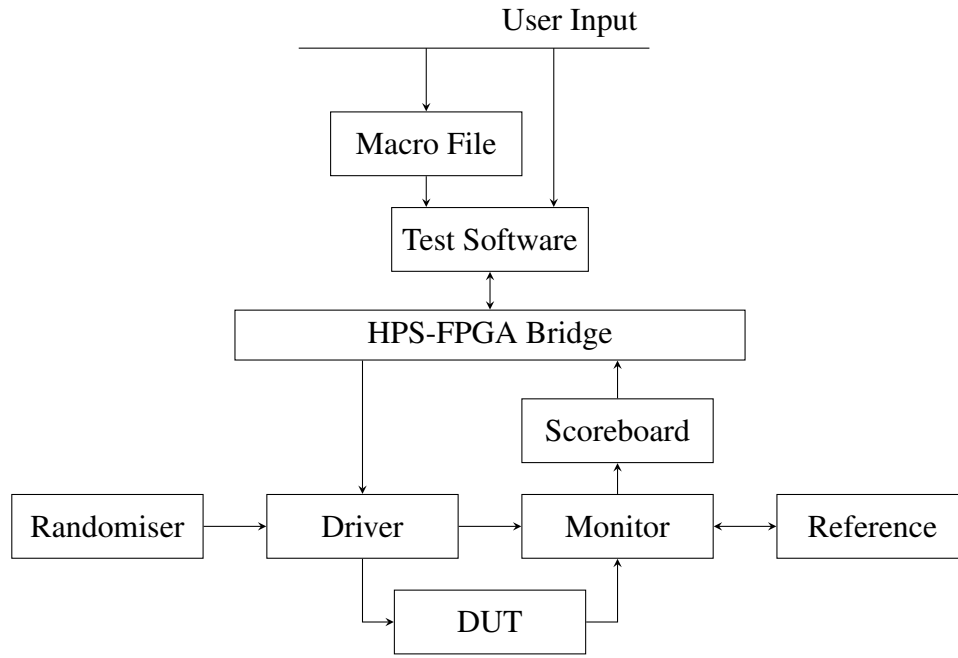 User Input
Macro File
Test Software
HPS-FPGA Bridge
Scoreboard
Randomiser
Driver
Monitor
Reference
DUT